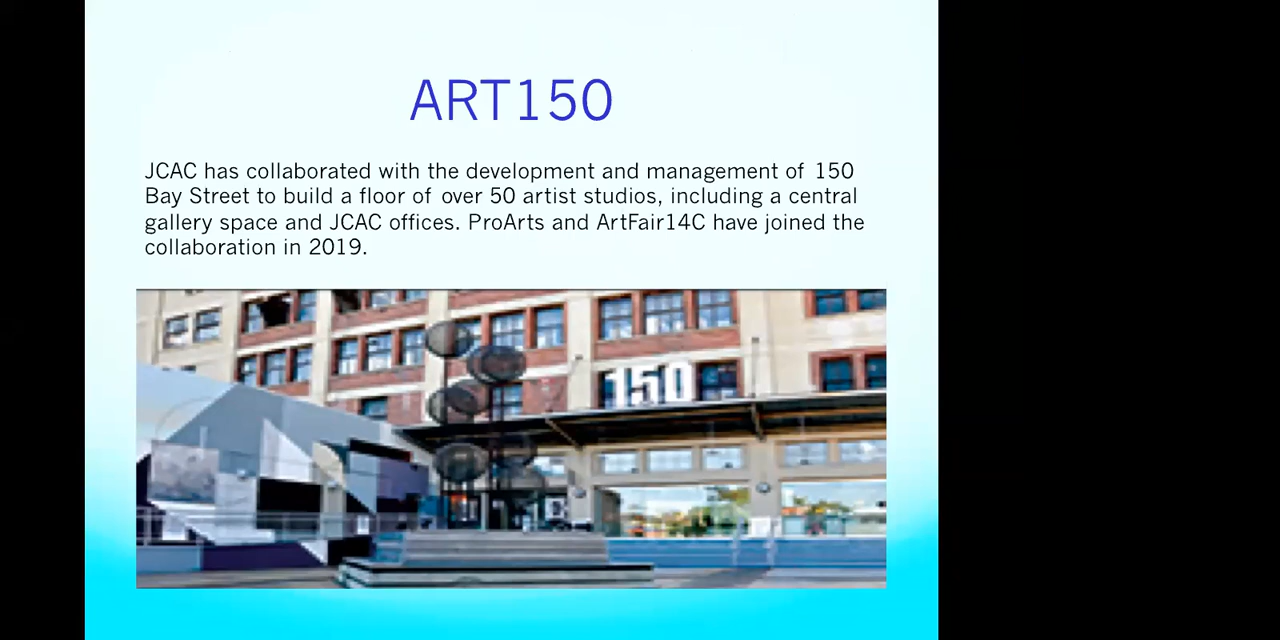 ART150
JCAC has collaborated with the development and management of 150
Bay Street to build a floor of over 50 artist studios, including a central
gallery space and JCAC offices. ProArts and ArtFair14C have joined the
collaboration in 2019.
150